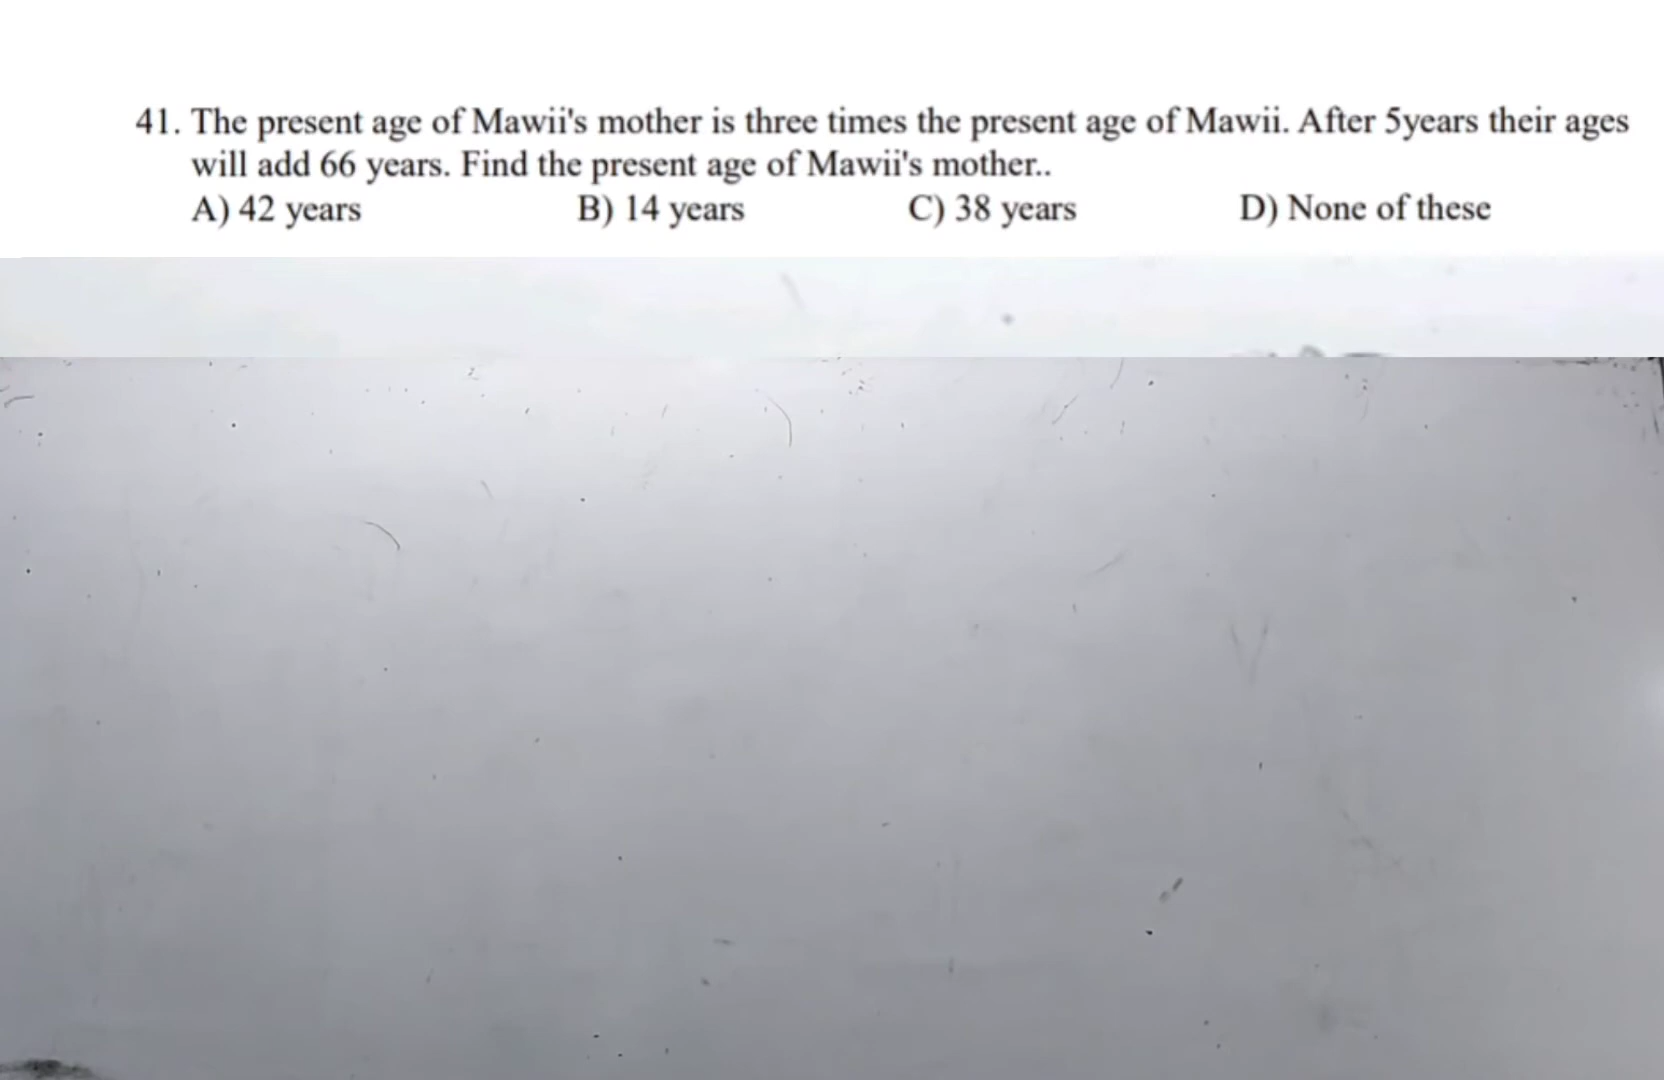 41. The present age of Mawii's mother is three times the present age of Mawii. After 5years their ages
will add 66 years. Find the present age of Mawii's mother..
A) 42 years B) 14 years C) 38 years D) None of these